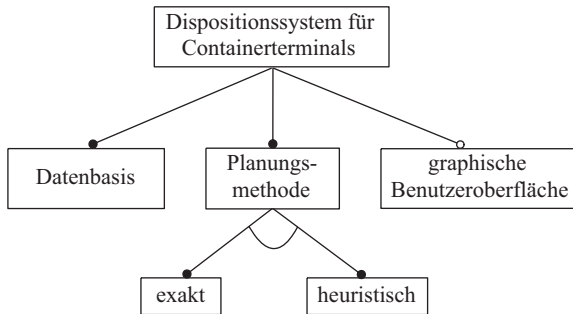 Dispositionssystem für
Containerterminals
Datenbasis
Planungs-
methode
graphische
Benutzeroberfläche
exakt
heuristisch